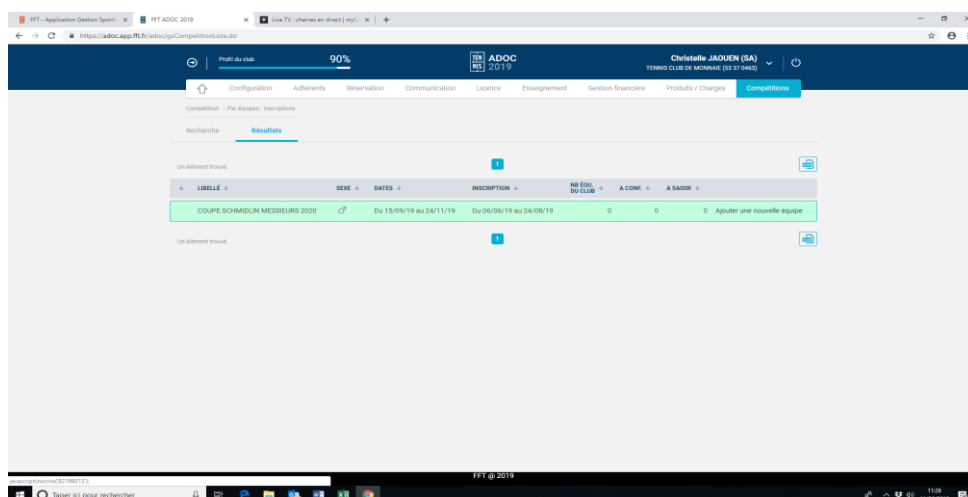 FFT - Application Gestion Sporti
FFT ADOC 2019
Live TV : chaines en direct | myC
https://adoc.app.fft.fr/adoc/gsCompetitionListe.do
Profil du club 90%
TEN NIS ADOC 2019
Christelle JAOUEN (SA)
TENNIS CLUB DE MONNAIE (53 37 0463)
Configuration Adhérents Réservation Communication Licence Enseignement Gestion financière Produits / Charges Compétitions
Compétition › Par équipes : Inscriptions
Recherche Résultats
Un élément trouvé. 1
LIBELLÉ SEXE DATES INSCRIPTION NB ÉQU. DU CLUB A CONF. A SAISIR
COUPE SCHMIDLIN MESSIEURS 2020 Du 15/09/19 au 24/11/19 Du 06/06/19 au 24/08/19 0 0 0 Ajouter une nouvelle équipe
Un élément trouvé. 1
FFT @ 2019
javascript:inscrire('82199212');
Taper ici pour rechercher
11:28